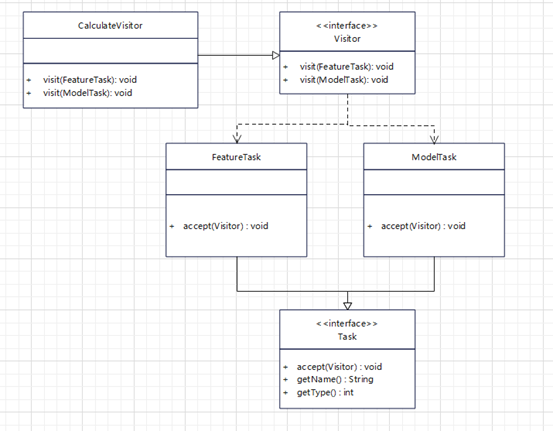 CalculateVisitor
+ visit(FeatureTask): void
+ visit(ModelTask): void
<<interface>>
Visitor
+ visit(FeatureTask): void
+ visit(ModelTask): void
FeatureTask
+ accept(Visitor) : void
ModelTask
+ accept(Visitor) : void
<<interface>>
Task
+ accept(Visitor) : void
+ getName() : String
+ getType() : int